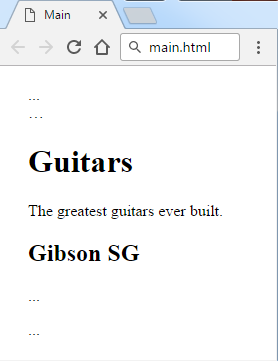 Main
main.html
...
...
Guitars
The greatest guitars ever built.
Gibson SG
...
...